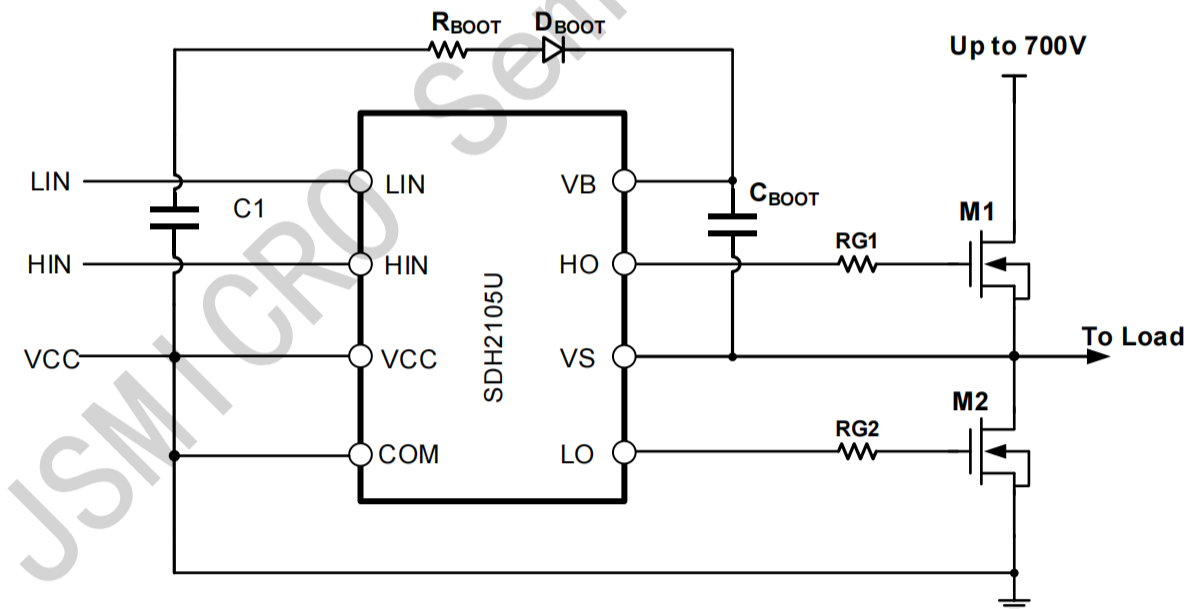 JSMICRO Sem
RBOOT DBOOT
Up to 700V
LIN
LIN
VB
C1
CBOOT
M1
HIN
HIN
HO
RG1
SDH2105U
VCC
VCC
VS
To Load
M2
RG2
COM
LO